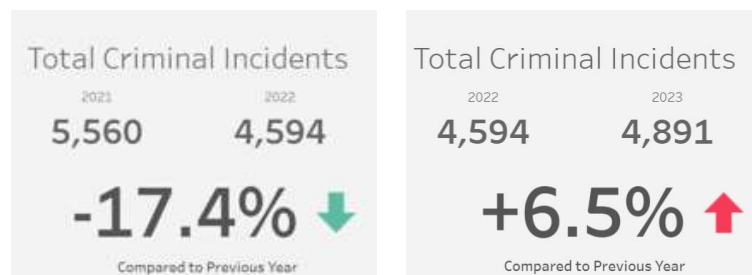 Total Criminal Incidents
2021 2022
5,560 4,594
-17.4%
Compared to Previous Year
Total Criminal Incidents
2022 2023
4,594 4,891
+6.5%
Compared to Previous Year